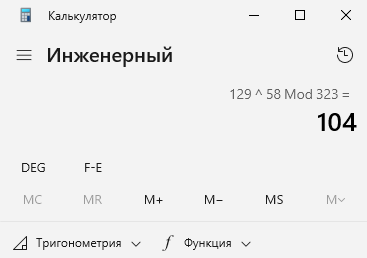 Калькулятор
Инженерный
129 ^ 58 Mod 323 =
104
DEG F-E
MC MR M+ M− MS M
Тригонометрия f Функция